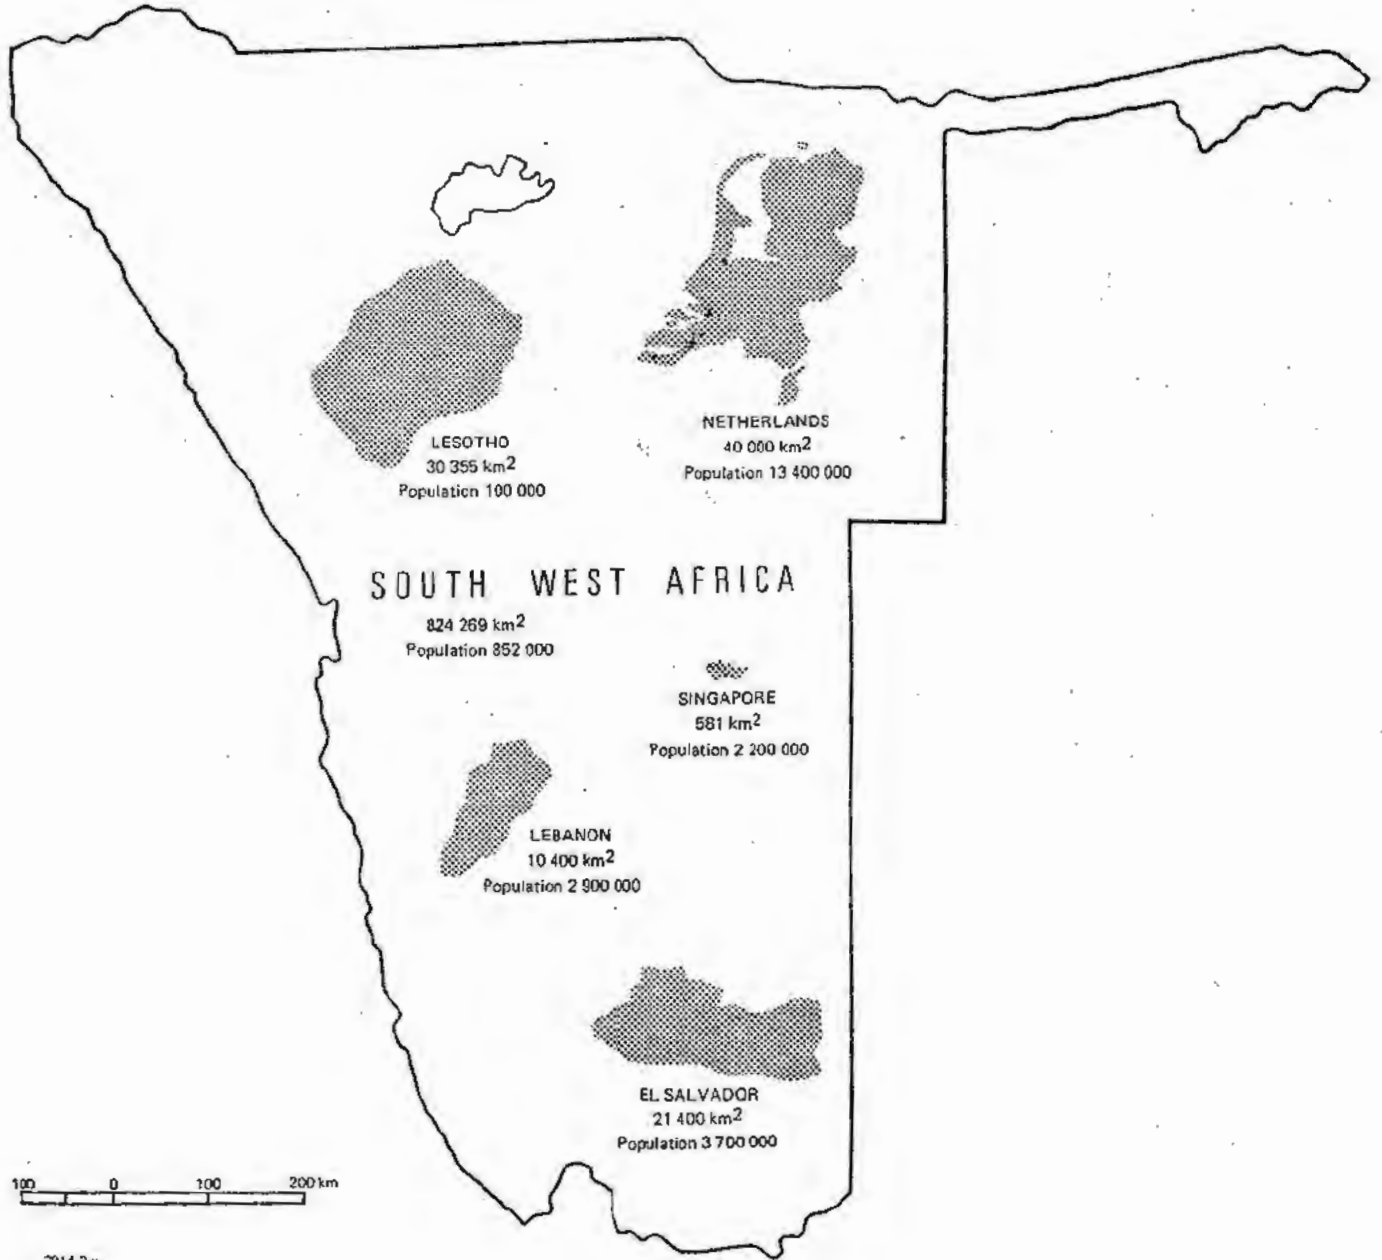 LESOTHO
30 355 km²
Population 100 000
NETHERLANDS
40 000 km²
Population 13 400 000
SOUTH WEST AFRICA
824 269 km²
Population 852 000
SINGAPORE
581 km²
Population 2 200 000
LEBANON
10 400 km²
Population 2 900 000
EL SALVADOR
21 400 km²
Population 3 700 000
100 0 100 200 km